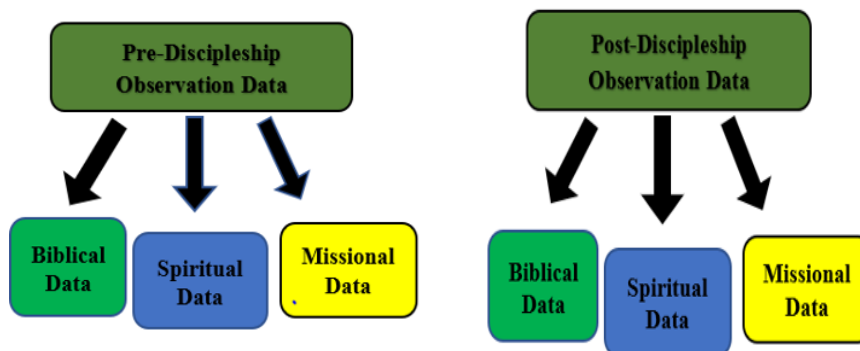 Pre-Discipleship
Observation Data
Biblical
Data
Spiritual
Data
Missional
Data
Post-Discipleship
Observation Data
Biblical
Data
Spiritual
Data
Missional
Data